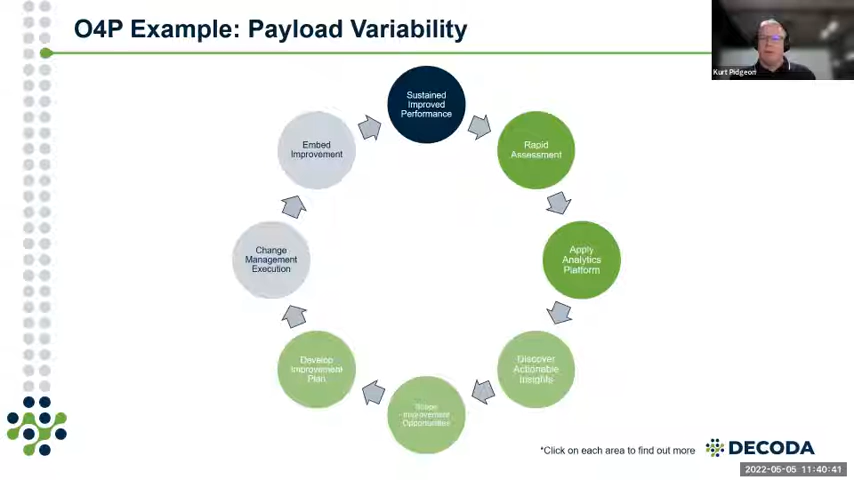 O4P Example: Payload Variability
Kurt Pidgeon
Sustained
Improved
Performance
Rapid
Assessment
Apply
Analytics
Platform
Discover
Actionable
Insights
Improvement
Opportunities
Develop
Improvement
Plan
Change
Management
Execution
Embed
Improvement
*Click on each area to find out more
DECODA
2022-05-05 11:40:41